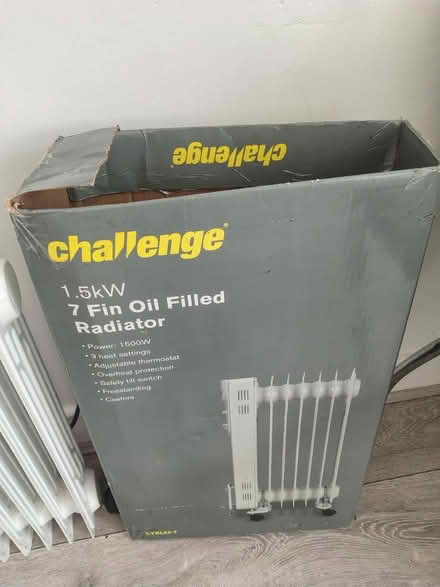 challenge
challenge
1.5kW
7 Fin Oil Filled
Radiator
• Power: 1500W
• 3 heat settings
• Adjustable thermostat
• Overheat protection
• Safety tilt switch
• Freestanding
• Castors